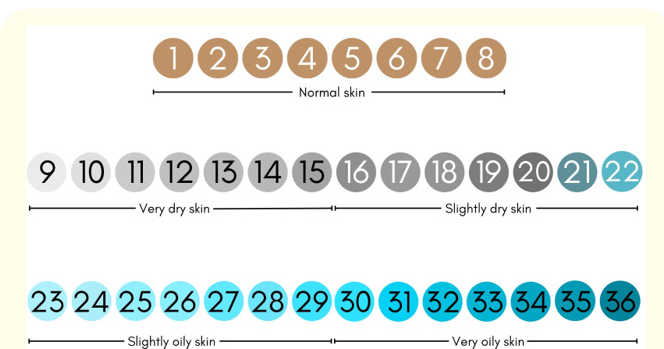 1 2 3 4 5 6 7 8
Normal skin
9 10 11 12 13 14 15 16 17 18 19 20 21 22
Very dry skin Slightly dry skin
23 24 25 26 27 28 29 30 31 32 33 34 35 36
Slightly oily skin Very oily skin